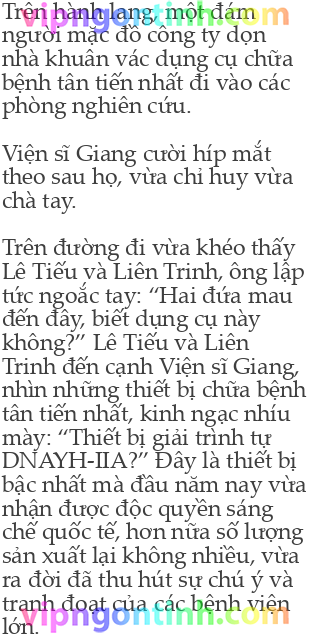 vipngontinh.com
Trên hành lang, một đám
người mặc đồ công ty dọn
nhà khuân vác dụng cụ chữa
bệnh tân tiến nhất đi vào các
phòng nghiên cứu.
Viện sĩ Giang cười híp mắt
theo sau họ, vừa chỉ huy vừa
chà tay.
Trên đường đi vừa khéo thấy
Lê Tiếu và Liên Trinh, ông lập
tức ngoắc tay: “Hai đứa mau
đến đây, biết dụng cụ này
không?” Lê Tiếu và Liên
Trinh đến cạnh Viện sĩ Giang,
nhìn những thiết bị chữa bệnh
tân tiến nhất, kinh ngạc nhíu
mày: “Thiết bị giải trình tự
DNAYH-IIA?” Đây là thiết bị
bậc nhất mà đầu năm nay vừa
nhận được độc quyền sáng
chế quốc tế, hơn nữa số lượng
sản xuất lại không nhiều, vừa
ra đời đã thu hút sự chú ý và
tranh đoạt của các bệnh viện
vipngontinh.com
lớn.